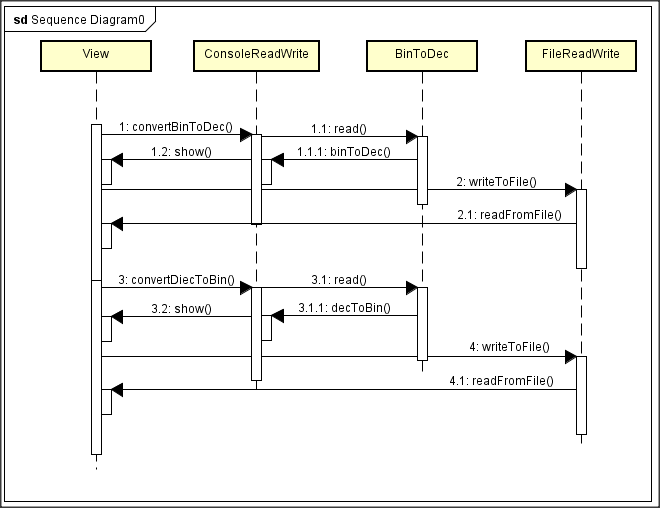 sd Sequence Diagram0
View
ConsoleReadWrite
BinToDec
FileReadWrite
1: convertBinToDec()
1.1: read()
1.2: show()
1.1.1: binToDec()
2: writeToFile()
2.1: readFromFile()
3: convertDiecToBin()
3.1: read()
3.2: show()
3.1.1: decToBin()
4: writeToFile()
4.1: readFromFile()